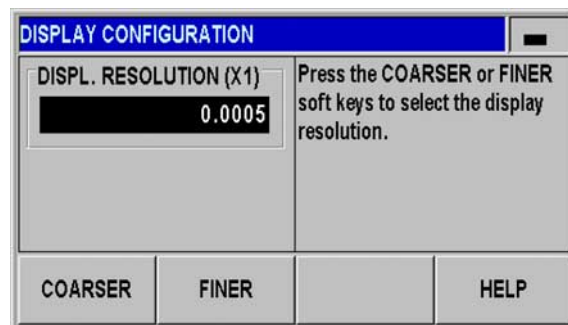 DISPLAY CONFIGURATION
DISPL. RESOLUTION (X1)
0.0005
Press the COARSER or FINER
soft keys to select the display
resolution.
COARSER
FINER
HELP